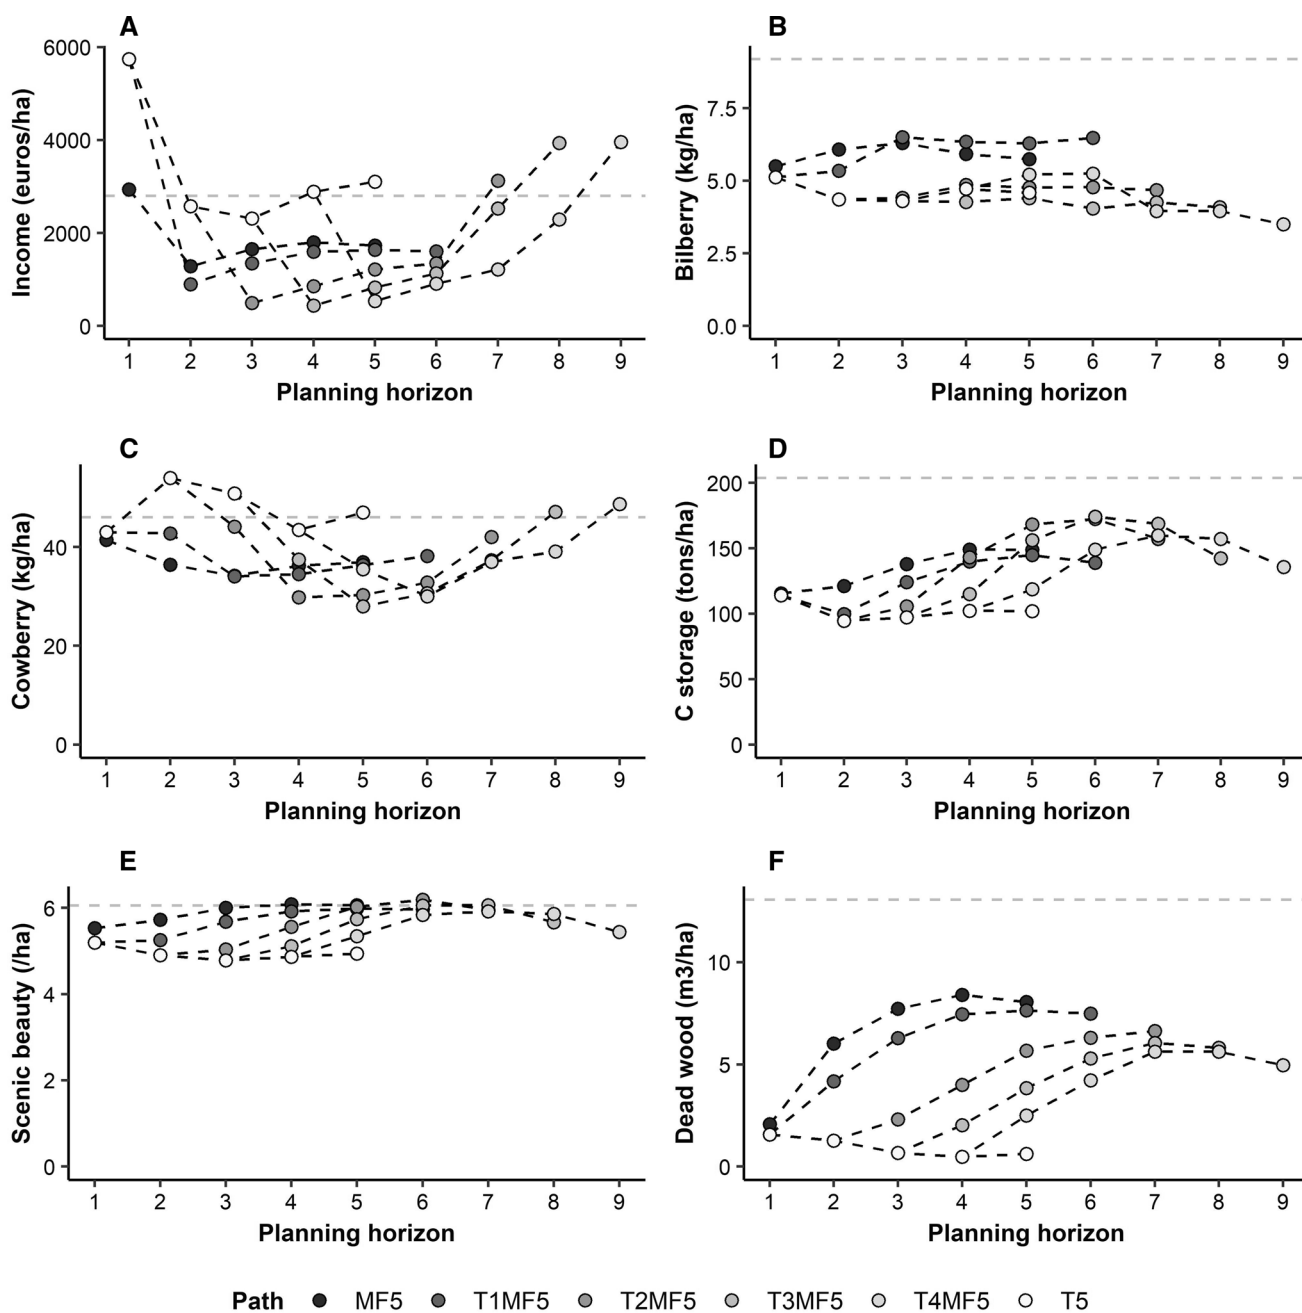 A
Income (euros/ha)
6000
4000
2000
0
1 2 3 4 5 6 7 8 9
Planning horizon
B
Bilberry (kg/ha)
7.5
5.0
2.5
0.0
1 2 3 4 5 6 7 8 9
Planning horizon
C
Cowberry (kg/ha)
40
20
0
1 2 3 4 5 6 7 8 9
Planning horizon
D
C storage (tons/ha)
200
150
100
50
0
1 2 3 4 5 6 7 8 9
Planning horizon
E
Scenic beauty (/ha)
6
4
2
0
1 2 3 4 5 6 7 8 9
Planning horizon
F
Dead wood (m3/ha)
10
5
0
1 2 3 4 5 6 7 8 9
Planning horizon
Path MF5 T1MF5 T2MF5 T3MF5 T4MF5 T5